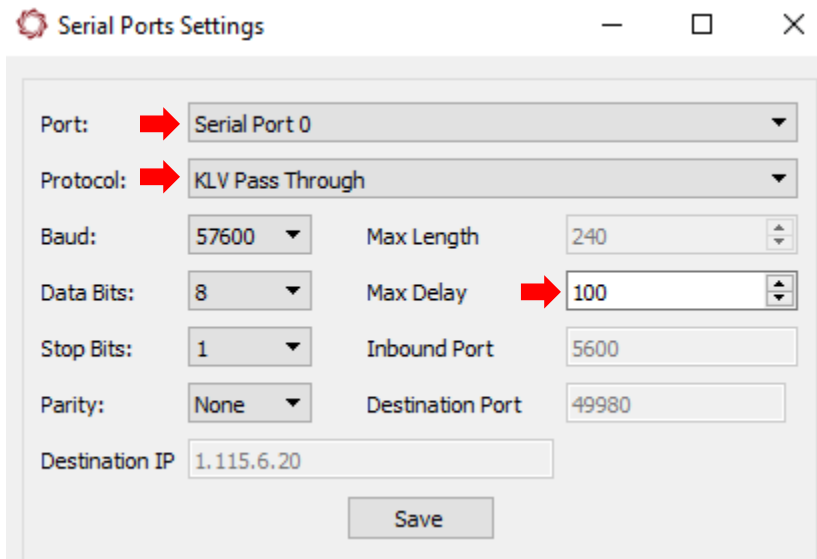 Serial Ports Settings
Port: Serial Port 0
Protocol: KLV Pass Through
Baud: 57600 Max Length 240
Data Bits: 8 Max Delay 100
Stop Bits: 1 Inbound Port 5600
Parity: None Destination Port 49980
Destination IP 1.115.6.20
Save